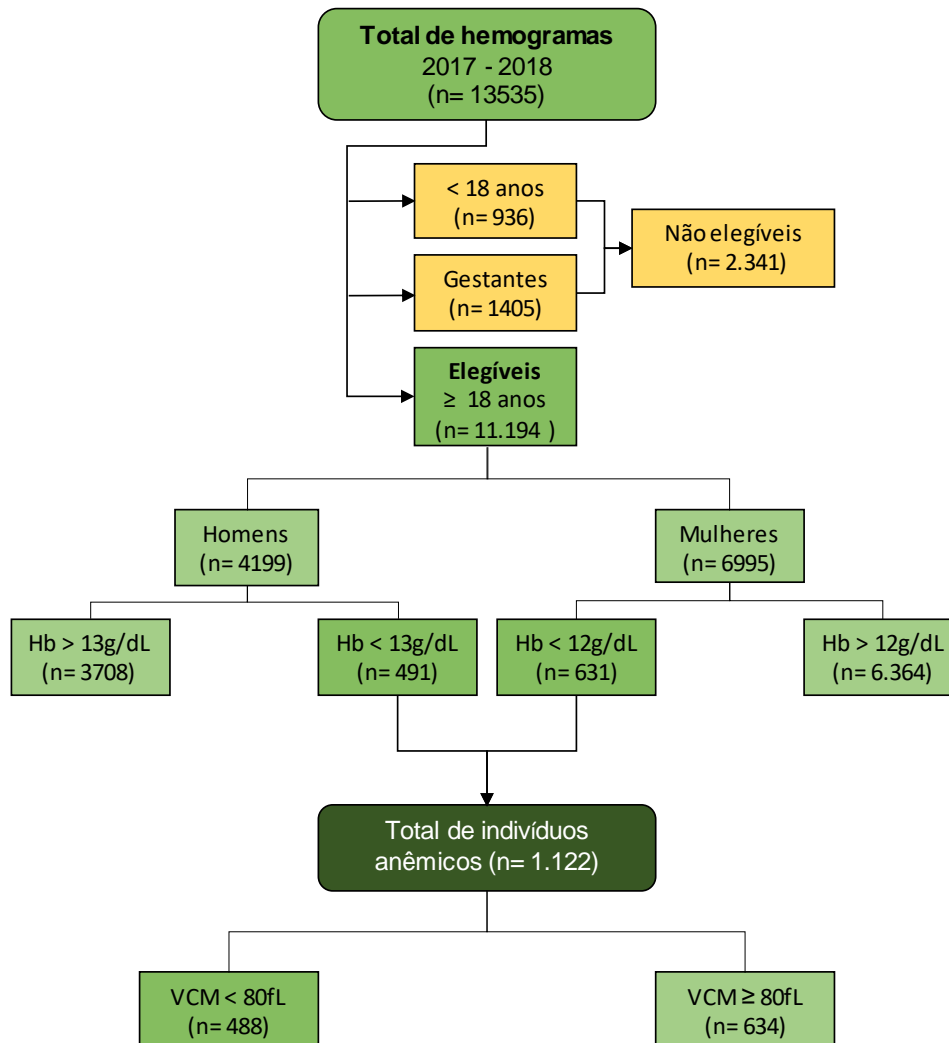 Total de hemogramas
2017 - 2018
(n= 13535)
< 18 anos
(n= 936)
Não elegíveis
(n= 2.341)
Gestantes
(n= 1405)
Elegíveis
≥ 18 anos
(n= 11.194 )
Homens
(n= 4199)
Mulheres
(n= 6995)
Hb > 13g/dL
(n= 3708)
Hb < 13g/dL
(n= 491)
Hb < 12g/dL
(n= 631)
Hb > 12g/dL
(n= 6.364)
Total de indivíduos
anêmicos (n= 1.122)
VCM < 80fL
(n= 488)
VCM ≥ 80fL
(n= 634)